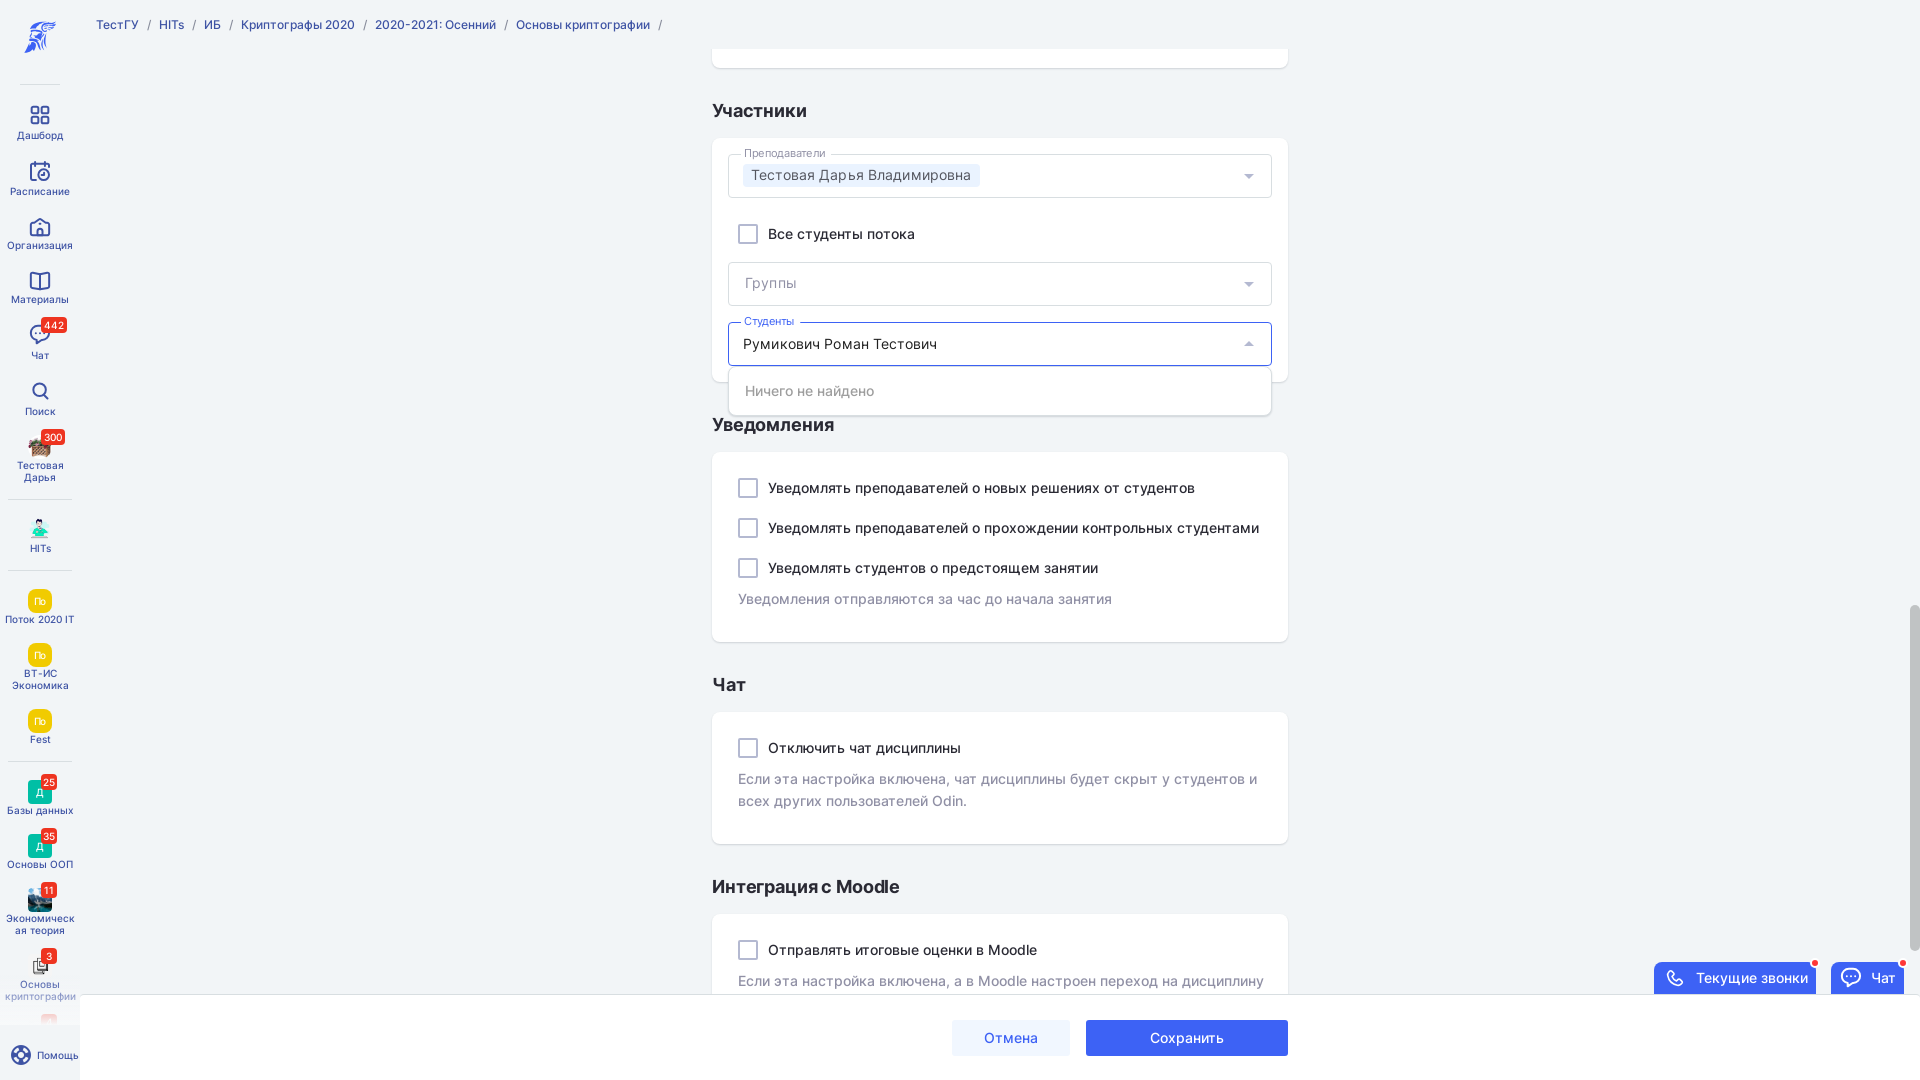 ТестГУ / HITs / ИБ / Криптографы 2020 / 2020-2021: Осенний / Основы криптографии /
Дашборд
Расписание
Организация
Материалы
442
Чат
Поиск
300
Тестовая
Дарья
HITs
По
Поток 2020 IT
По
ВТ-ИС
Экономика
По
Fest
25
Д
Базы данных
35
Д
Основы ООП
11
Экономическ
ая теория
3
Основы
криптографии
Помощь
Участники
Преподаватели
Тестовая Дарья Владимировна
Все студенты потока
Группы
Студенты
Румикович Роман Тестович
Ничего не найдено
Уведомления
Уведомлять преподавателей о новых решениях от студентов
Уведомлять преподавателей о прохождении контрольных студентами
Уведомлять студентов о предстоящем занятии
Уведомления отправляются за час до начала занятия
Чат
Отключить чат дисциплины
Если эта настройка включена, чат дисциплины будет скрыт у студентов и
всех других пользователей Odin.
Интеграция с Moodle
Отправлять итоговые оценки в Moodle
Если эта настройка включена, а в Moodle настроен переход на дисциплину
Текущие звонки
Чат
Отмена
Сохранить